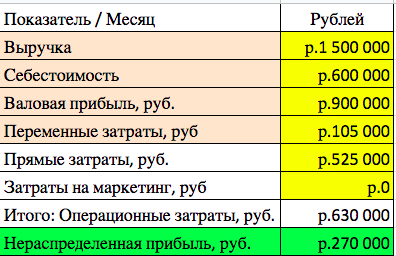 Показатель / Месяц Рублей
Выручка р.1 500 000
Себестоимость р.600 000
Валовая прибыль, руб. р.900 000
Переменные затраты, руб р.105 000
Прямые затраты, руб. р.525 000
Затраты на маркетинг, руб р.0
Итого: Операционные затраты, руб. р.630 000
Нераспределенная прибыль, руб. р.270 000